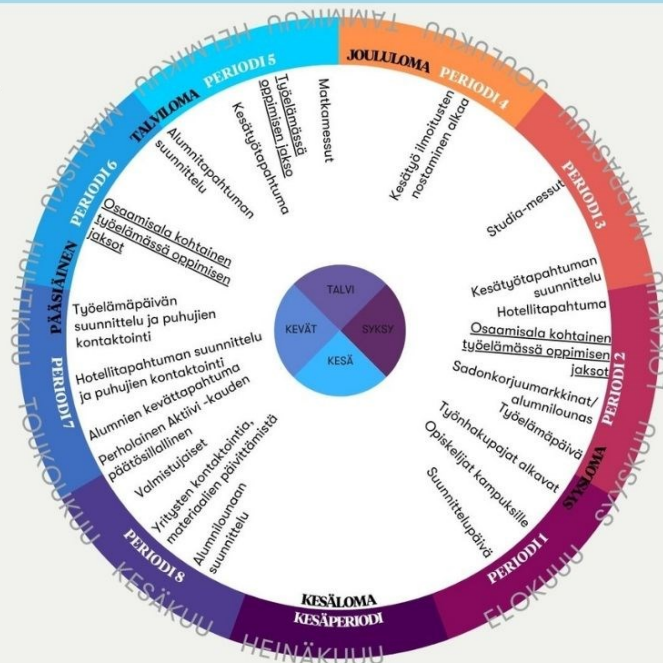 TAMMIKUU
JOULUKUU
MARRASKUU
LOKAKUU
SYYSKUU
ELOKUUU
HEINÄKUUU
KESÄKUU
TOUKOKUU
HUHTIKUU
MAALISKU
HELMIKUU
JOULULOMA
PERIODI 4
Kesätyö ilmoitusten
nostaminen alkaa
PERIODI 3
Studia-messut
PERIODI 2
Kesätyötapahtuman
suunnittelu
Hotellitapahtuma
Osaamisala kohtainen
työelämässä oppimisen
jaksot
Sadonkorjuumarkkinat/
alumnilounas
Työelämäpäivä
SYYSLOMA
Työnhakupajat alkavat
Opiskelijat kampuksille
Suunnittelupäivä
PERIODI 1
KESÄLOMA
KESÄPERIODI
PERIODI 8
Alumnilounaan
suunnittelu
Yritysten kontaktointia,
materiaalien päivittämistä
Valmistujaiset
Perholainen Aktiivi -kauden
päätösillallinen
Alumnien kevättapahtuma
Hotellitapahtuman suunnittelu
ja puhujien kontaktointi
Työelämäpäivän
suunnittelu ja puhujien
kontaktointi
PERIODI 7
PÄÄSIÄINEN
PERIODI 6
Osaamisala kohtainen
työelämässä oppimisen
jaksot
Alumnitapahtuman
suunnittelu
TALVILOMA
PERIODI 5
Kesätyötapahtuma
Työelämässä
oppimisen jakso
Matkamessut
TALVI
SYKSY
KESÄ
KEVÄT